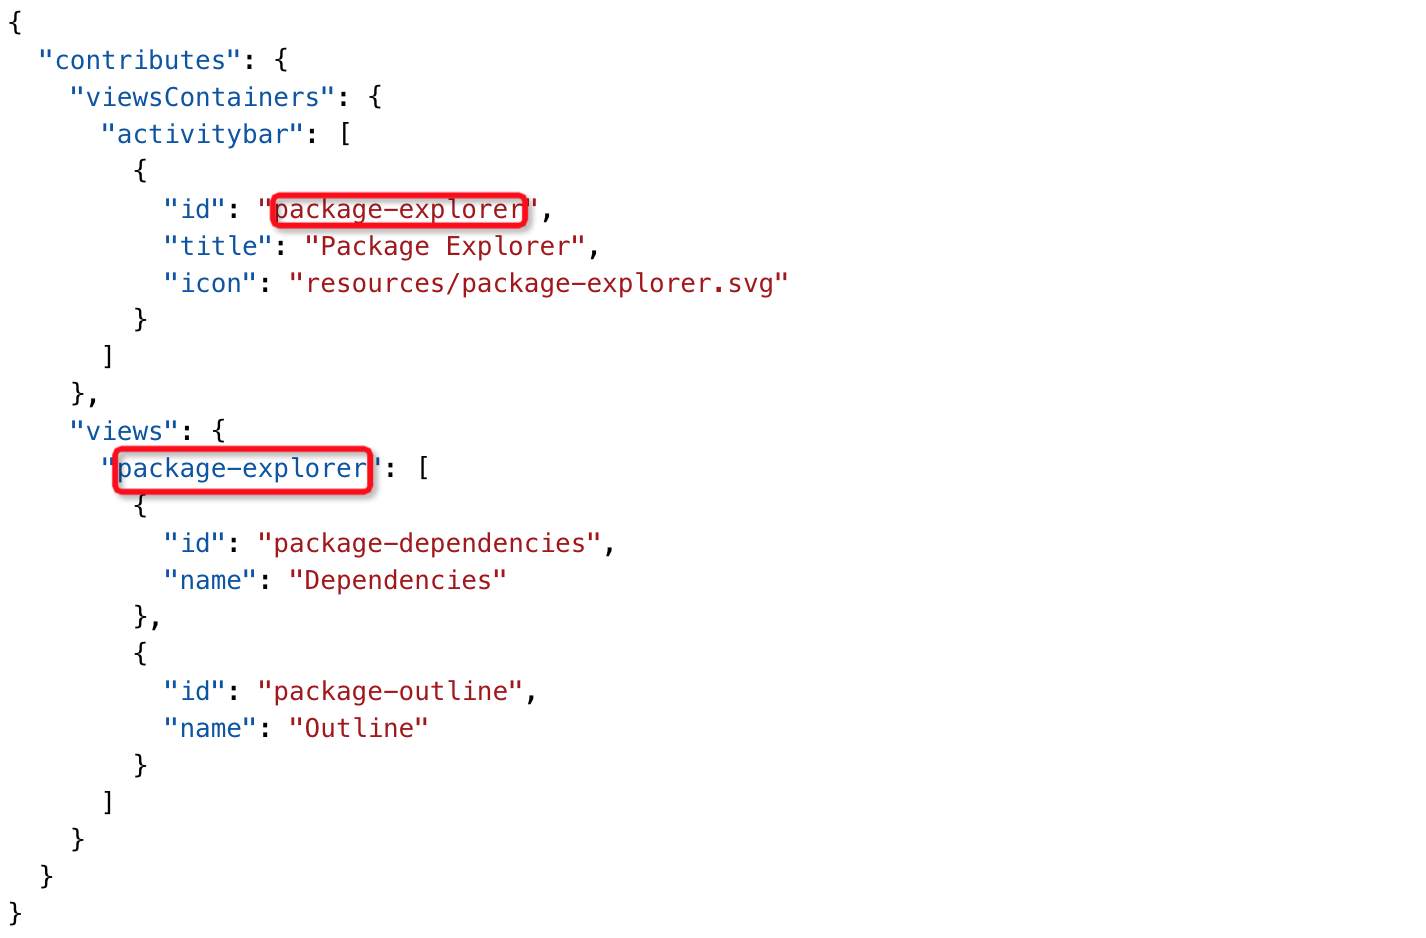 {
  "contributes": {
    "viewsContainers": {
      "activitybar": [
        {
          "id": "package-explorer",
          "title": "Package Explorer",
          "icon": "resources/package-explorer.svg"
        }
      ]
    },
    "views": {
      "package-explorer": [
        {
          "id": "package-dependencies",
          "name": "Dependencies"
        },
        {
          "id": "package-outline",
          "name": "Outline"
        }
      ]
    }
  }
}